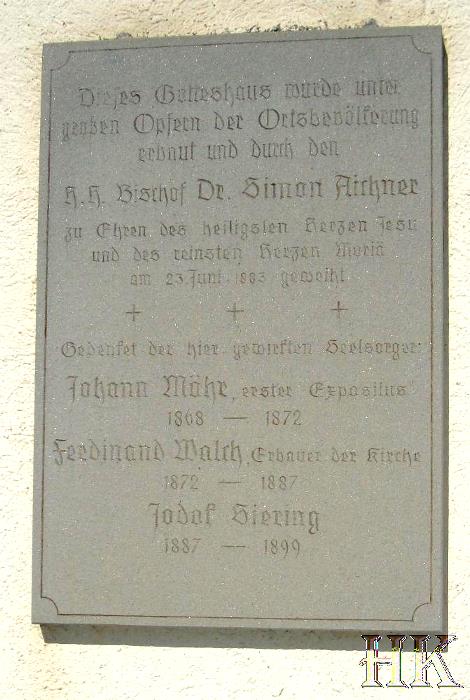 Dieses Gotteshaus wurde unter
großen Opfern der Ortsbevölkerung
erbaut und durch den
H. H. Bischof Dr. Simon Aichner
zu Ehren des heiligsten Herzen Jesu
und des reinsten Herzen Mariä
am 23. Juni 1883 geweiht
Gedenket der hier gewirkten Seelsorger:
Johann Mähr, erster Expositus
1868 — 1872
Ferdinand Walch, Erbauer der Kirche
1872 — 1887
Jodok Siering
1887 — 1899
HK